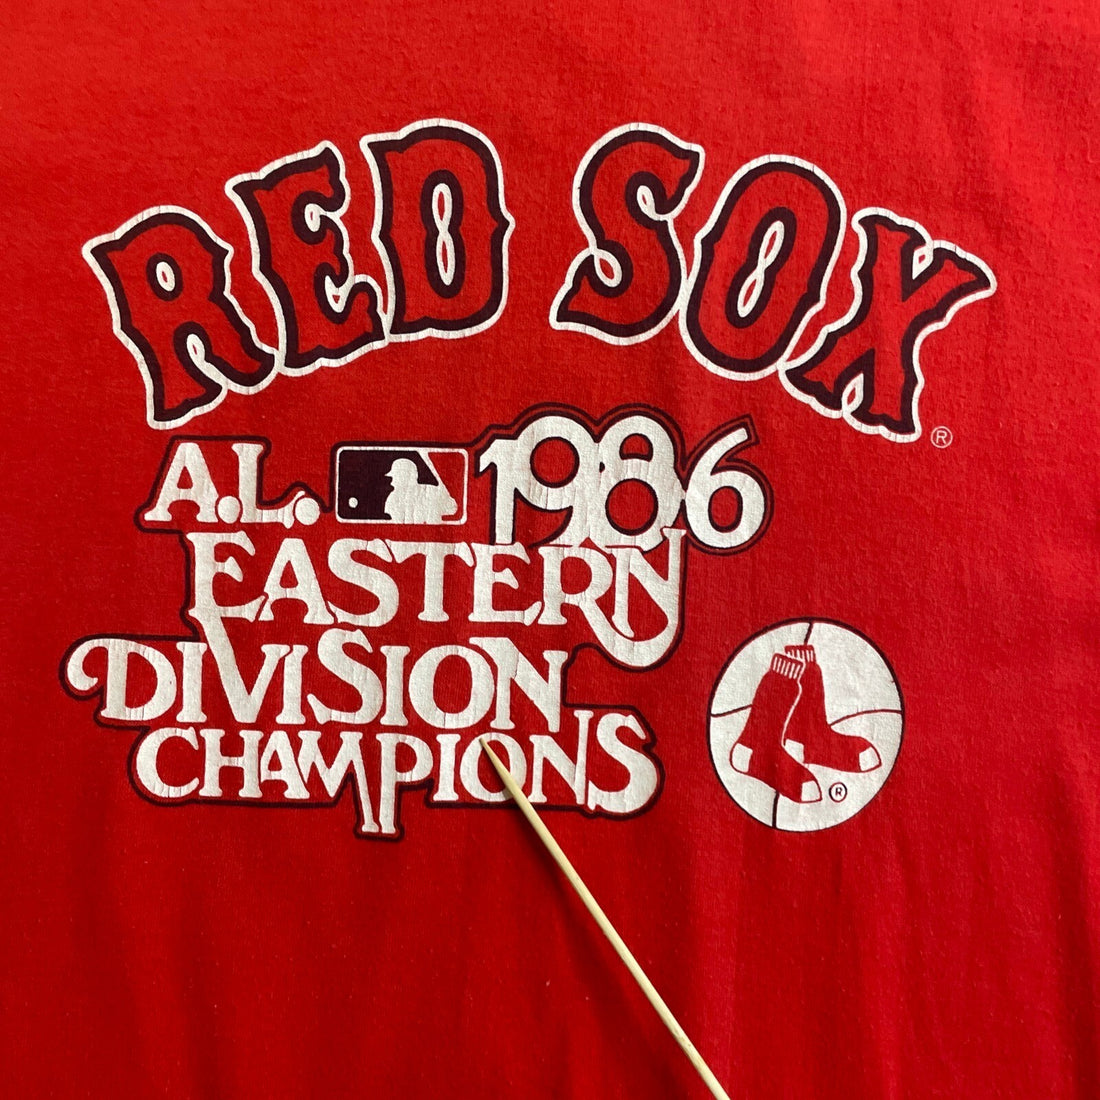 RED SOX ®
A.L. 1986
EASTERN
DIVISION
CHAMPIONS
®